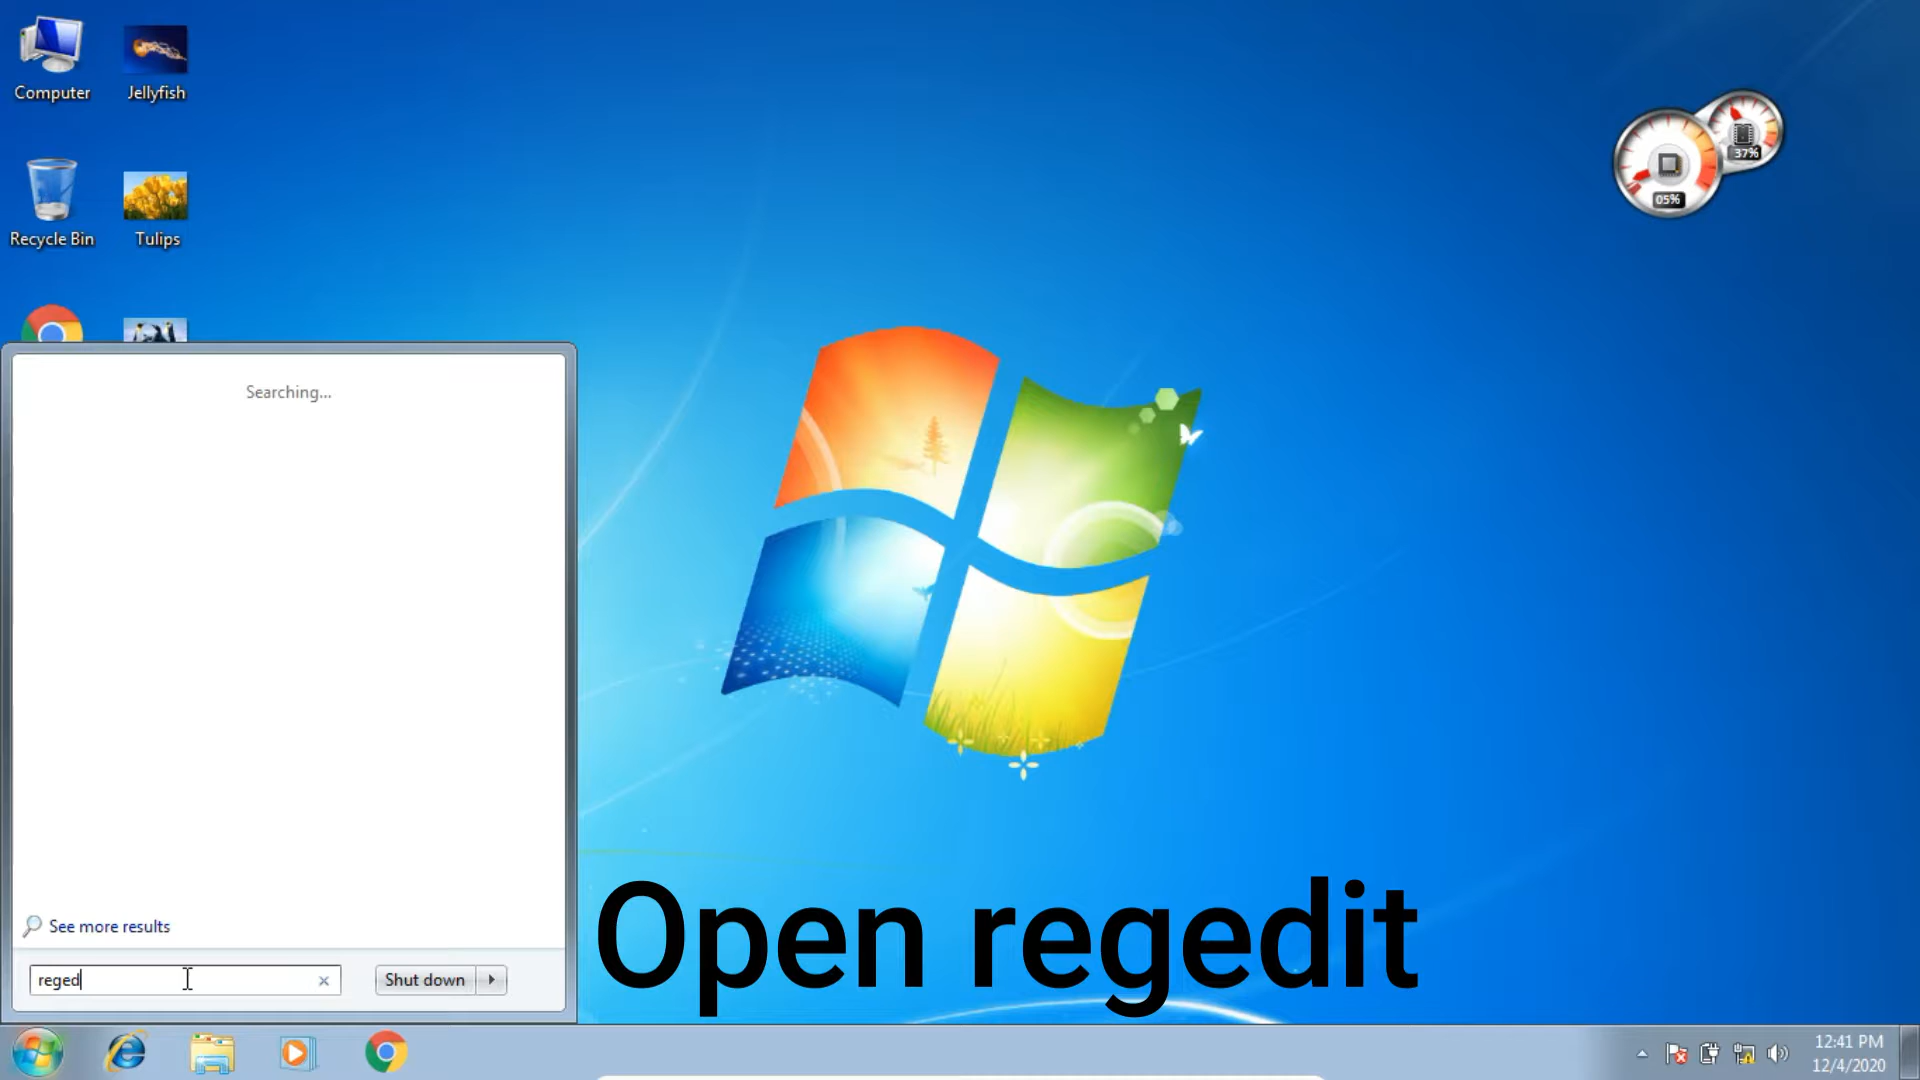 Computer
Jellyfish
Recycle Bin
Tulips
37%
05%
Searching...
See more results
reged
Shut down
Open regedit
12:41 PM
12/4/2020